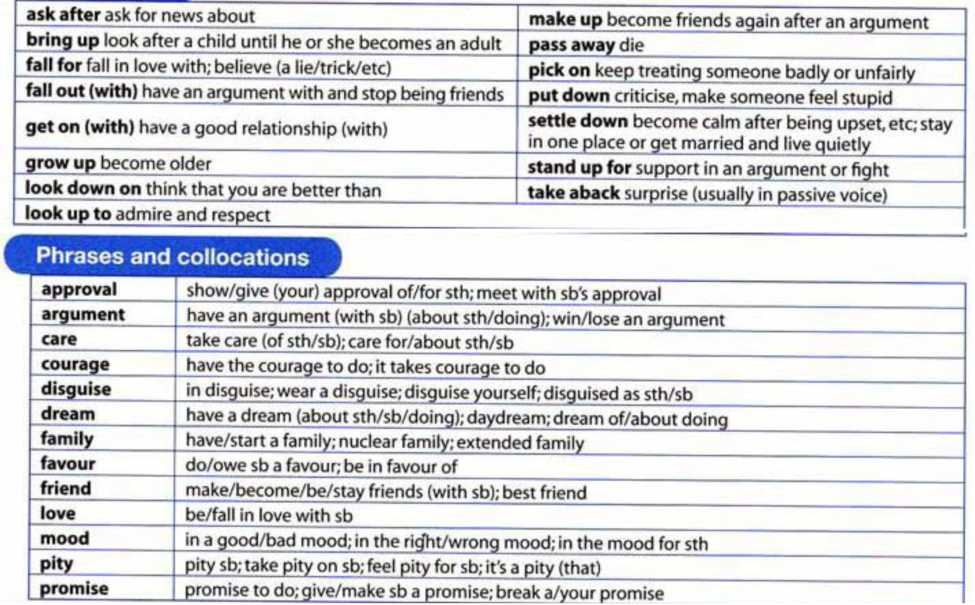 ask after ask for news about
bring up look after a child until he or she becomes an adult
fall for fall in love with; believe (a lie/trick/etc)
fall out (with) have an argument with and stop being friends
get on (with) have a good relationship (with)
grow up become older
look down on think that you are better than
look up to admire and respect
make up become friends again after an argument
pass away die
pick on keep treating someone badly or unfairly
put down criticise, make someone feel stupid
settle down become calm after being upset, etc; stay
in one place or get married and live quietly
stand up for support in an argument or fight
take aback surprise (usually in passive voice)
Phrases and collocations
approval show/give (your) approval of/for sth; meet with sb's approval
argument have an argument (with sb) (about sth/doing); win/lose an argument
care take care (of sth/sb); care for/about sth/sb
courage have the courage to do; it takes courage to do
disguise in disguise; wear a disguise; disguise yourself; disguised as sth/sb
dream have a dream (about sth/sb/doing); daydream; dream of/about doing
family have/start a family; nuclear family; extended family
favour do/owe sb a favour; be in favour of
friend make/become/be/stay friends (with sb); best friend
love be/fall in love with sb
mood in a good/bad mood; in the right/wrong mood; in the mood for sth
pity pity sb; take pity on sb; feel pity for sb; it's a pity (that)
promise promise to do; give/make sb a promise; break a/your promise